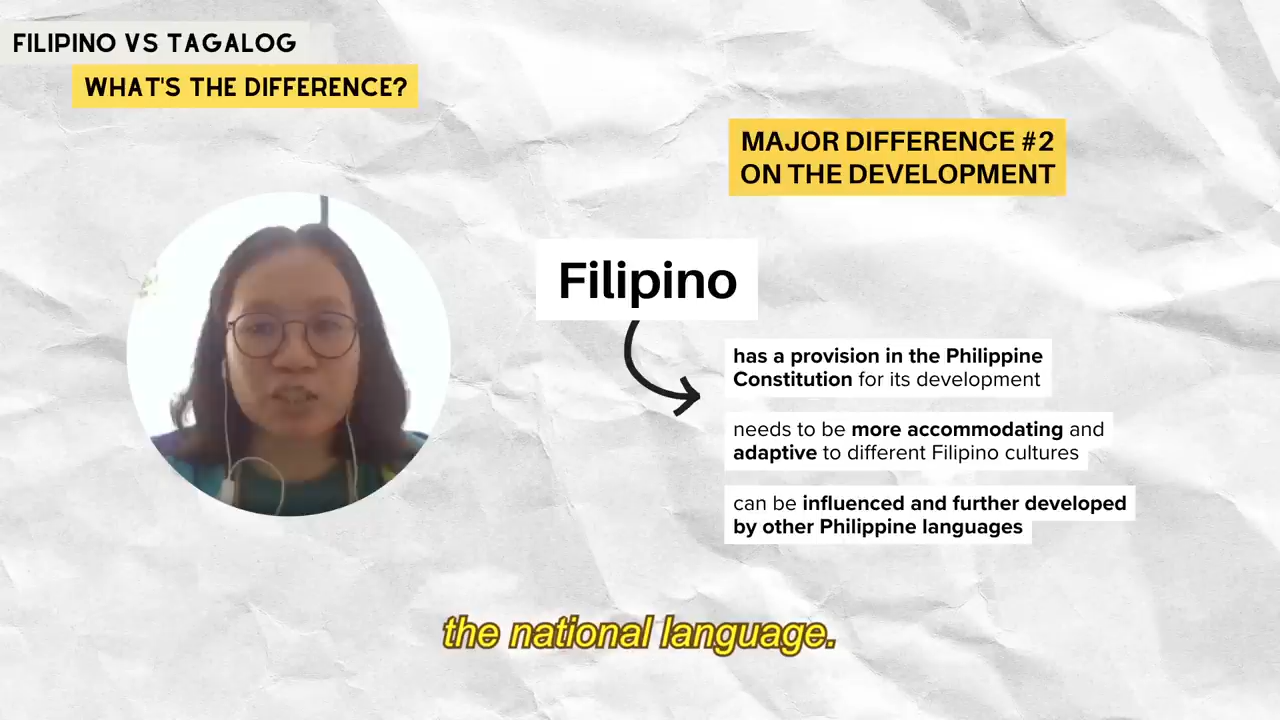 FILIPINO VS TAGALOG
WHAT'S THE DIFFERENCE?
MAJOR DIFFERENCE #2
ON THE DEVELOPMENT
Filipino
has a provision in the Philippine
Constitution for its development
needs to be more accommodating and
adaptive to different Filipino cultures
can be influenced and further developed
by other Philippine languages
the national language.